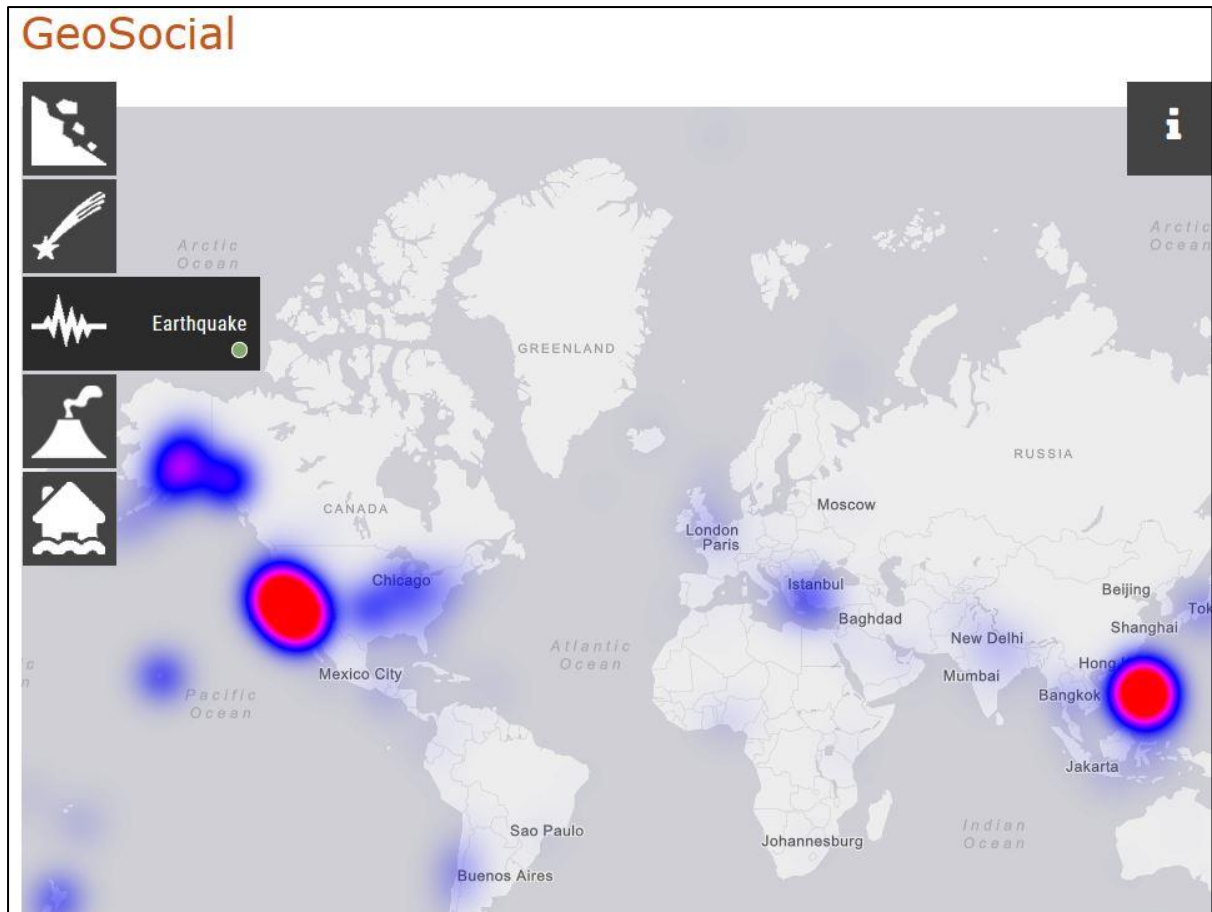 GeoSocial
i
Arctic
Ocean
Arctic
Ocean
Earthquake
GREENLAND
RUSSIA
CANADA
Moscow
London
Paris
Chicago
Istanbul
Beijing
Baghdad
Shanghai
Atlantic
Ocean
New Delhi
Mexico City
Mumbai
Pacific
Ocean
Bangkok
Jakarta
Sao Paulo
Johannesburg
Indian
Ocean
Buenos Aires